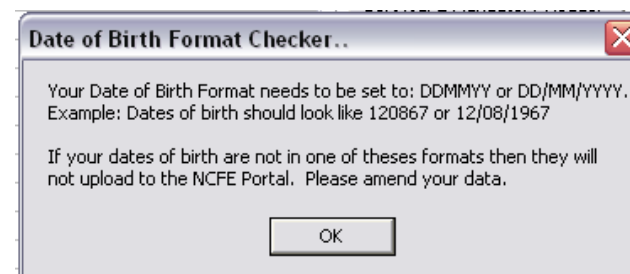 Date of Birth Format Checker..
Your Date of Birth Format needs to be set to: DDMMYY or DD/MM/YYYY.
Example: Dates of birth should look like 120867 or 12/08/1967
If your dates of birth are not in one of theses formats then they will
not upload to the NCFE Portal.  Please amend your data.
OK